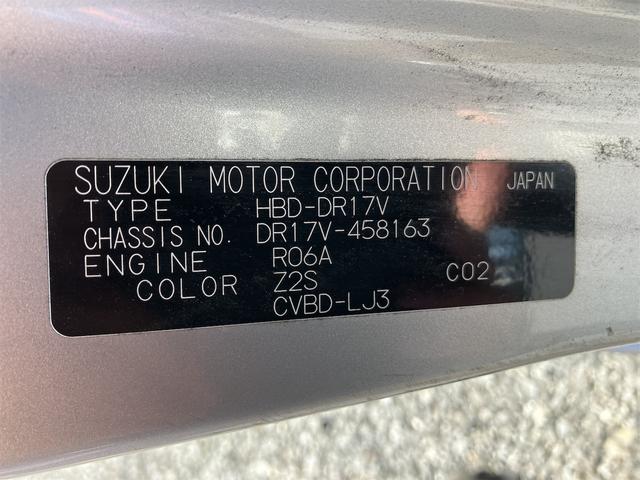 SUZUKI MOTOR CORPORATION JAPAN
TYPE HBD-DR17V
CHASSIS NO. DR17V-458163
ENGINE R06A
COLOR Z2S C02
CVBD-LJ3